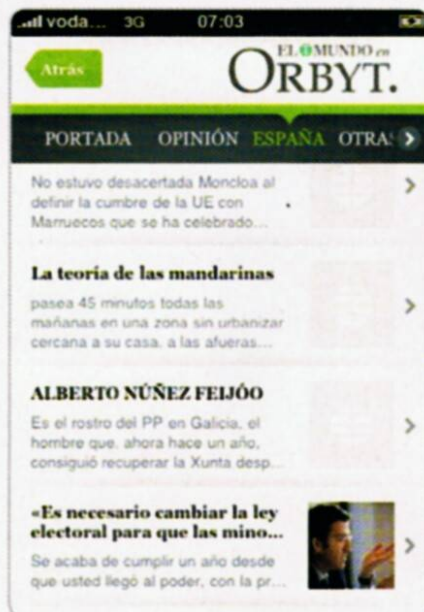 voda... 3G 07:03
Atrás
EL MUNDO en
ORBYT.
PORTADA OPINIÓN ESPAÑA OTRAS
No estuvo desacertada Moncloa al
definir la cumbre de la UE con
Marruecos que se ha celebrado...
La teoría de las mandarinas
pasea 45 minutos todas las
mañanas en una zona sin urbanizar
cercana a su casa, a las afueras...
ALBERTO NÚÑEZ FEIJÓO
Es el rostro del PP en Galicia, el
hombre que, ahora hace un año,
consiguió recuperar la Xunta desp...
«Es necesario cambiar la ley
electoral para que las mino...
Se acaba de cumplir un año desde
que usted llegó al poder, con la pr...